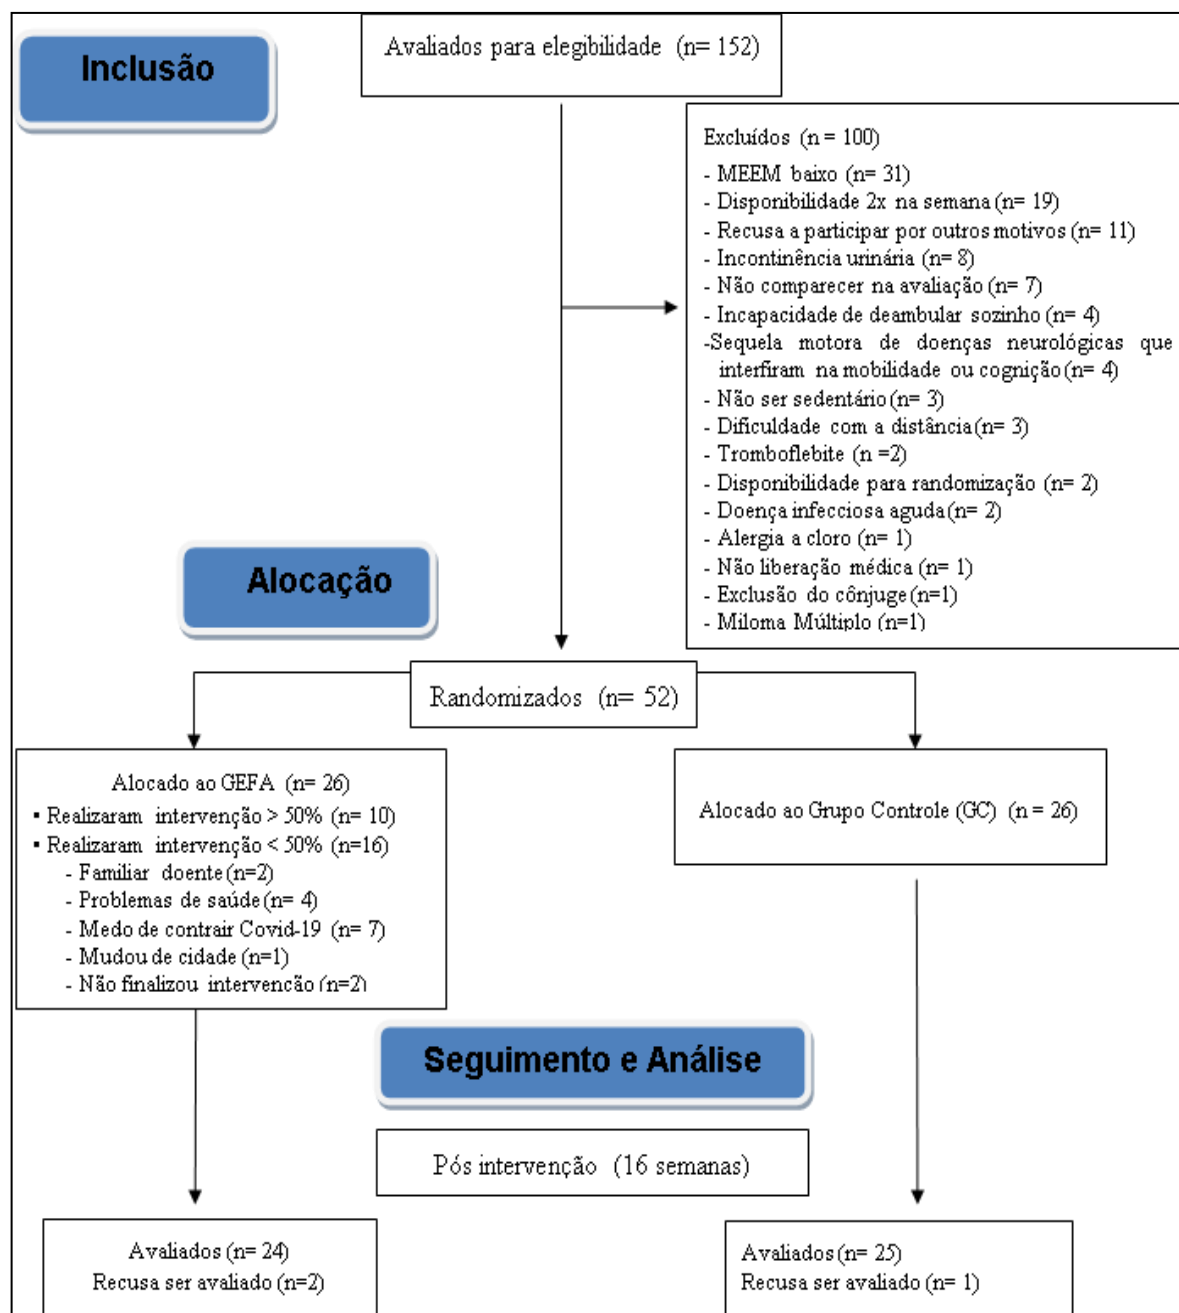 Inclusão
Avaliados para elegibilidade (n= 152)
Excluídos (n = 100)
- MEEM baixo (n= 31)
- Disponibilidade 2x na semana (n= 19)
- Recusa a participar por outros motivos (n= 11)
- Incontinência urinária (n= 8)
- Não comparecer na avaliação (n= 7)
- Incapacidade de deambular sozinho (n= 4)
-Sequela motora de doenças neurológicas que
interfiram na mobilidade ou cognição (n= 4)
- Não ser sedentário (n= 3)
- Dificuldade com a distância (n= 3)
- Tromboflebite (n =2)
- Disponibilidade para randomização (n= 2)
- Doença infecciosa aguda (n= 2)
- Alergia a cloro (n= 1)
- Não liberação médica (n= 1)
- Exclusão do cônjuge (n=1)
- Miloma Múltiplo (n=1)
Alocação
Randomizados (n= 52)
Alocado ao GEFA (n= 26)
▪ Realizaram intervenção > 50% (n= 10)
▪ Realizaram intervenção < 50% (n=16)
- Familiar doente (n=2)
- Problemas de saúde (n= 4)
- Medo de contrair Covid-19 (n= 7)
- Mudou de cidade (n=1)
- Não finalizou intervenção (n=2)
Alocado ao Grupo Controle (GC) (n = 26)
Seguimento e Análise
Pós intervenção (16 semanas)
Avaliados (n= 24)
Recusa ser avaliado (n=2)
Avaliados (n= 25)
Recusa ser avaliado (n= 1)